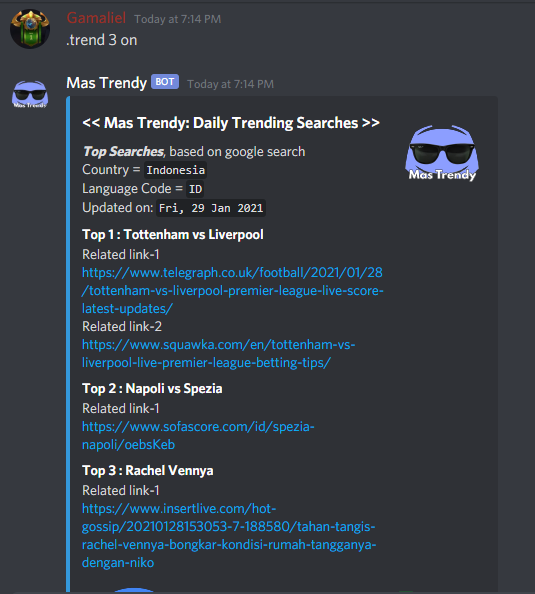 Gamaliel Today at 7:14 PM
.trend 3 on
Mas Trendy BOT Today at 7:14 PM
Mas Trendy
<< Mas Trendy: Daily Trending Searches >>
Top Searches, based on google search
Country = Indonesia
Language Code = ID
Updated on: Fri, 29 Jan 2021
Mas Trendy
Top 1 : Tottenham vs Liverpool
Related link-1
https://www.telegraph.co.uk/football/2021/01/28
/tottenham-vs-liverpool-premier-league-live-score-
latest-updates/
Related link-2
https://www.squawka.com/en/tottenham-vs-
liverpool-live-premier-league-betting-tips/
Top 2 : Napoli vs Spezia
Related link-1
https://www.sofascore.com/id/spezia-
napoli/oebsKeb
Top 3 : Rachel Vennya
Related link-1
https://www.insertlive.com/hot-
gossip/20210128153053-7-188580/tahan-tangis-
rachel-vennya-bongkar-kondisi-rumah-tangganya-
dengan-niko